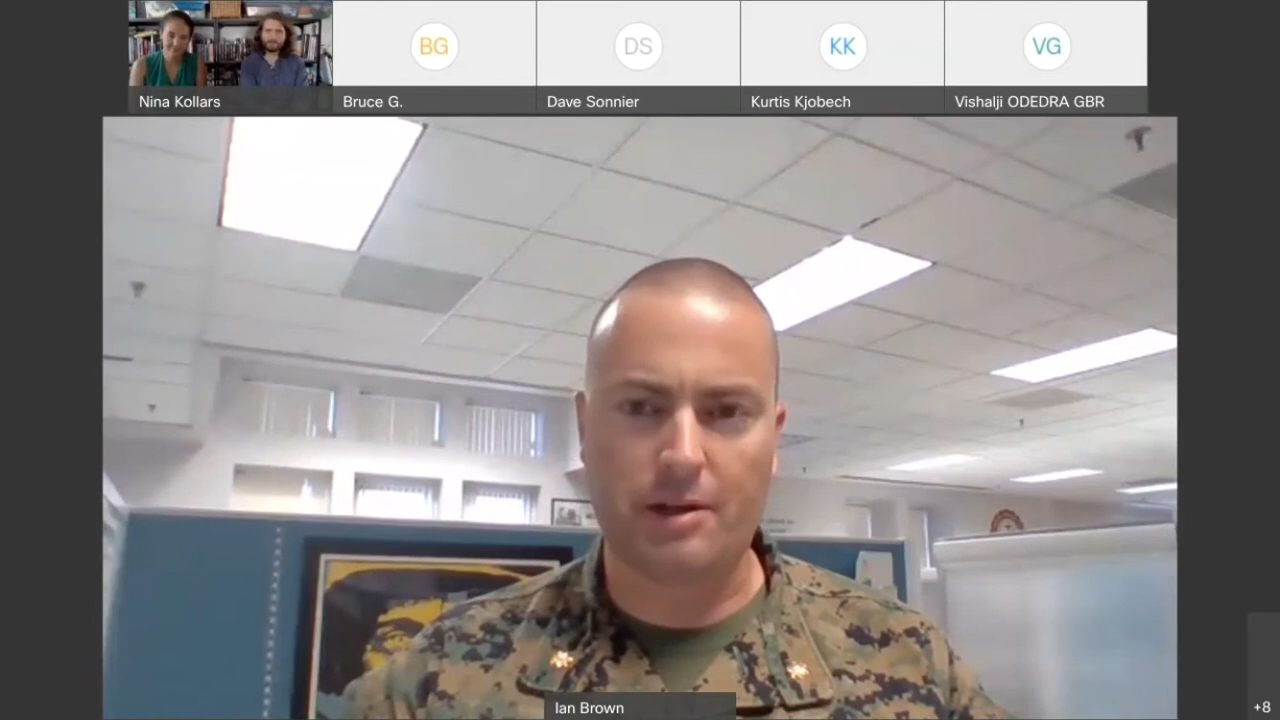 BG
DS
KK
VG
Nina Kollars
Bruce G.
Dave Sonnier
Kurtis Kjobech
Vishalji ODEDRA GBR
Ian Brown
+8